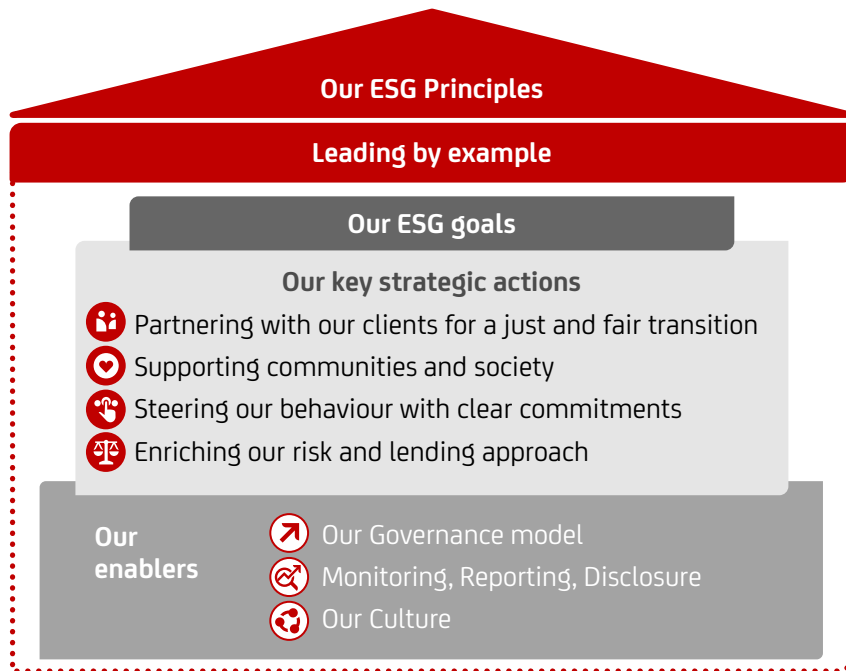 Our ESG Principles
Leading by example
Our ESG goals
Our key strategic actions
Partnering with our clients for a just and fair transition
Supporting communities and society
Steering our behaviour with clear commitments
Enriching our risk and lending approach
Our
enablers
Our Governance model
Monitoring, Reporting, Disclosure
Our Culture